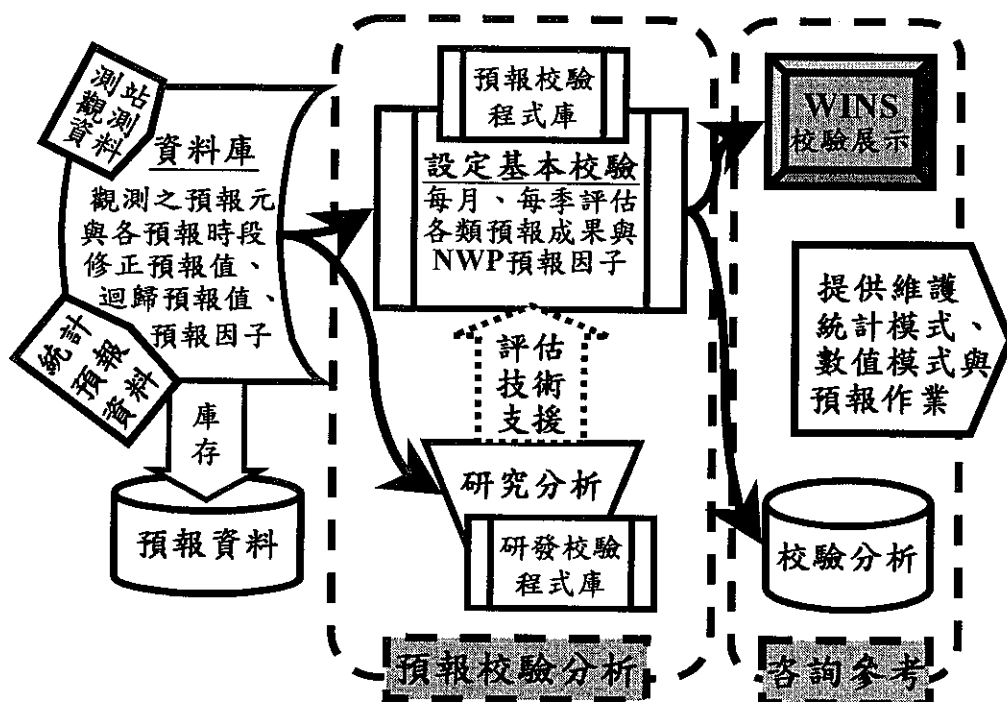 測站
觀測
資料
資料庫
觀測之預報元
與各預報時段
修正預報值、
迴歸預報值、
預報因子
統計
預報
資料
庫
存
預報資料
預報校驗
程式庫
設定基本校驗
每月、每季評估
各類預報成果與
NWP預報因子
評估
技術
支援
研究分析
研發校驗
程式庫
預報校驗分析
WINS
校驗展示
提供維護
統計模式、
數值模式與
預報作業
校驗分析
咨詢參考